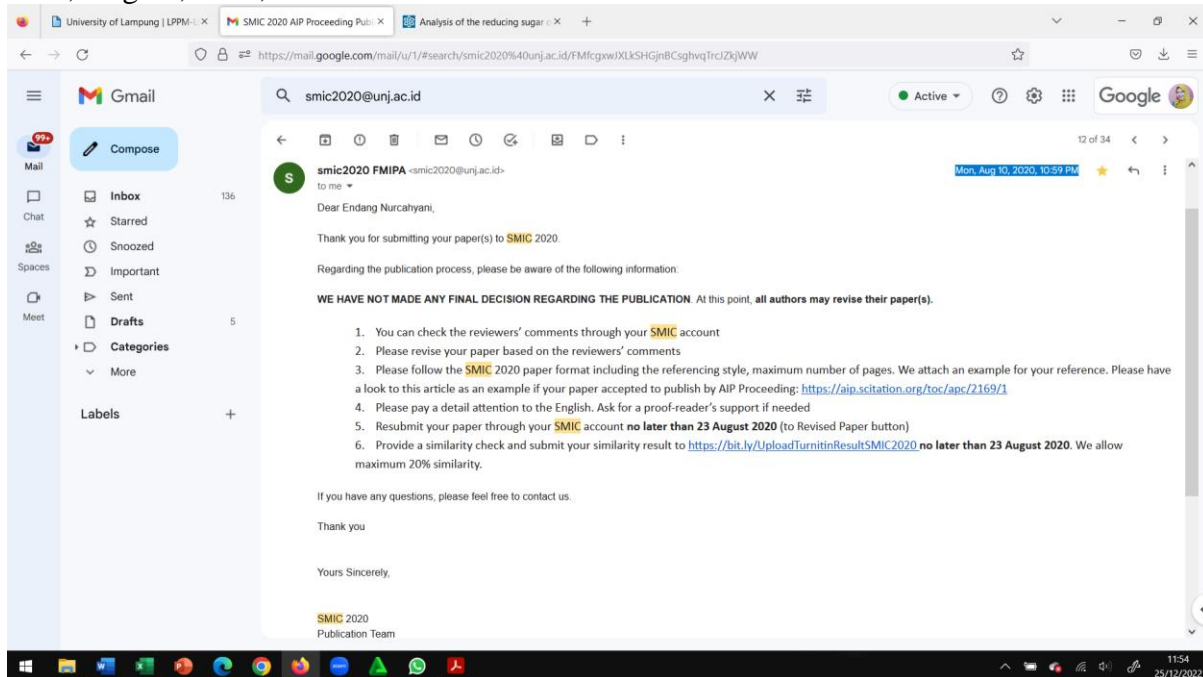 University of Lampung | LPPM-L
SMIC 2020 AIP Proceeding Publ
Analysis of the reducing sugar c
https://mail.google.com/mail/u/1/#search/smic2020%40unj.ac.id/FMfcgxwJXLkSHGjnBCsghvqTrcJZkjWW
Gmail
smic2020@unj.ac.id
Active
Google
99+
Mail
Chat
Spaces
Meet
Compose
Inbox 136
Starred
Snoozed
Important
Sent
Drafts 5
Categories
More
Labels
12 of 34
S
smic2020 FMIPA <smic2020@unj.ac.id>
Mon, Aug 10, 2020, 10:59 PM
to me
Dear Endang Nurcahyani,
Thank you for submitting your paper(s) to SMIC 2020.
Regarding the publication process, please be aware of the following information:
WE HAVE NOT MADE ANY FINAL DECISION REGARDING THE PUBLICATION. At this point, all authors may revise their paper(s).
1. You can check the reviewers' comments through your SMIC account
2. Please revise your paper based on the reviewers' comments
3. Please follow the SMIC 2020 paper format including the referencing style, maximum number of pages. We attach an example for your reference. Please have
a look to this article as an example if your paper accepted to publish by AIP Proceeding: https://aip.scitation.org/toc/apc/2169/1
4. Please pay a detail attention to the English. Ask for a proof-reader's support if needed
5. Resubmit your paper through your SMIC account no later than 23 August 2020 (to Revised Paper button)
6. Provide a similarity check and submit your similarity result to https://bit.ly/UploadTurnitinResultSMIC2020 no later than 23 August 2020. We allow
maximum 20% similarity.
If you have any questions, please feel free to contact us.
Thank you
Yours Sincerely,
SMIC 2020
Publication Team
zoom
11:54